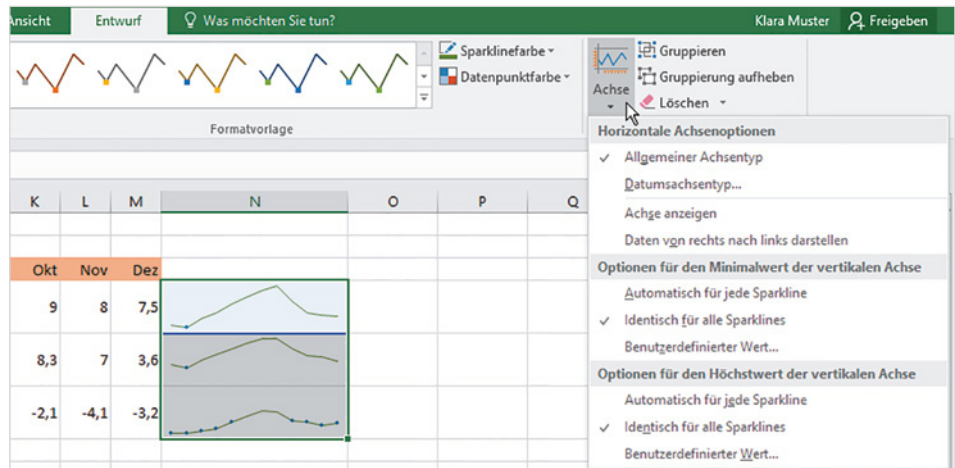 Ansicht Entwurf Was möchten Sie tun? Klara Muster Freigeben
Sparklinefarbe
Datenpunktfarbe
Formatvorlage
Achse
Gruppieren
Gruppierung aufheben
Löschen
Horizontale Achsenoptionen
Allgemeiner Achsentyp
Datumsachsentyp...
Achse anzeigen
Daten von rechts nach links darstellen
Optionen für den Minimalwert der vertikalen Achse
Automatisch für jede Sparkline
Identisch für alle Sparklines
Benutzerdefinierter Wert...
Optionen für den Höchstwert der vertikalen Achse
Automatisch für jede Sparkline
Identisch für alle Sparklines
Benutzerdefinierter Wert...
K L M N O P Q
Okt Nov Dez
9 8 7,5
8,3 7 3,6
-2,1 -4,1 -3,2